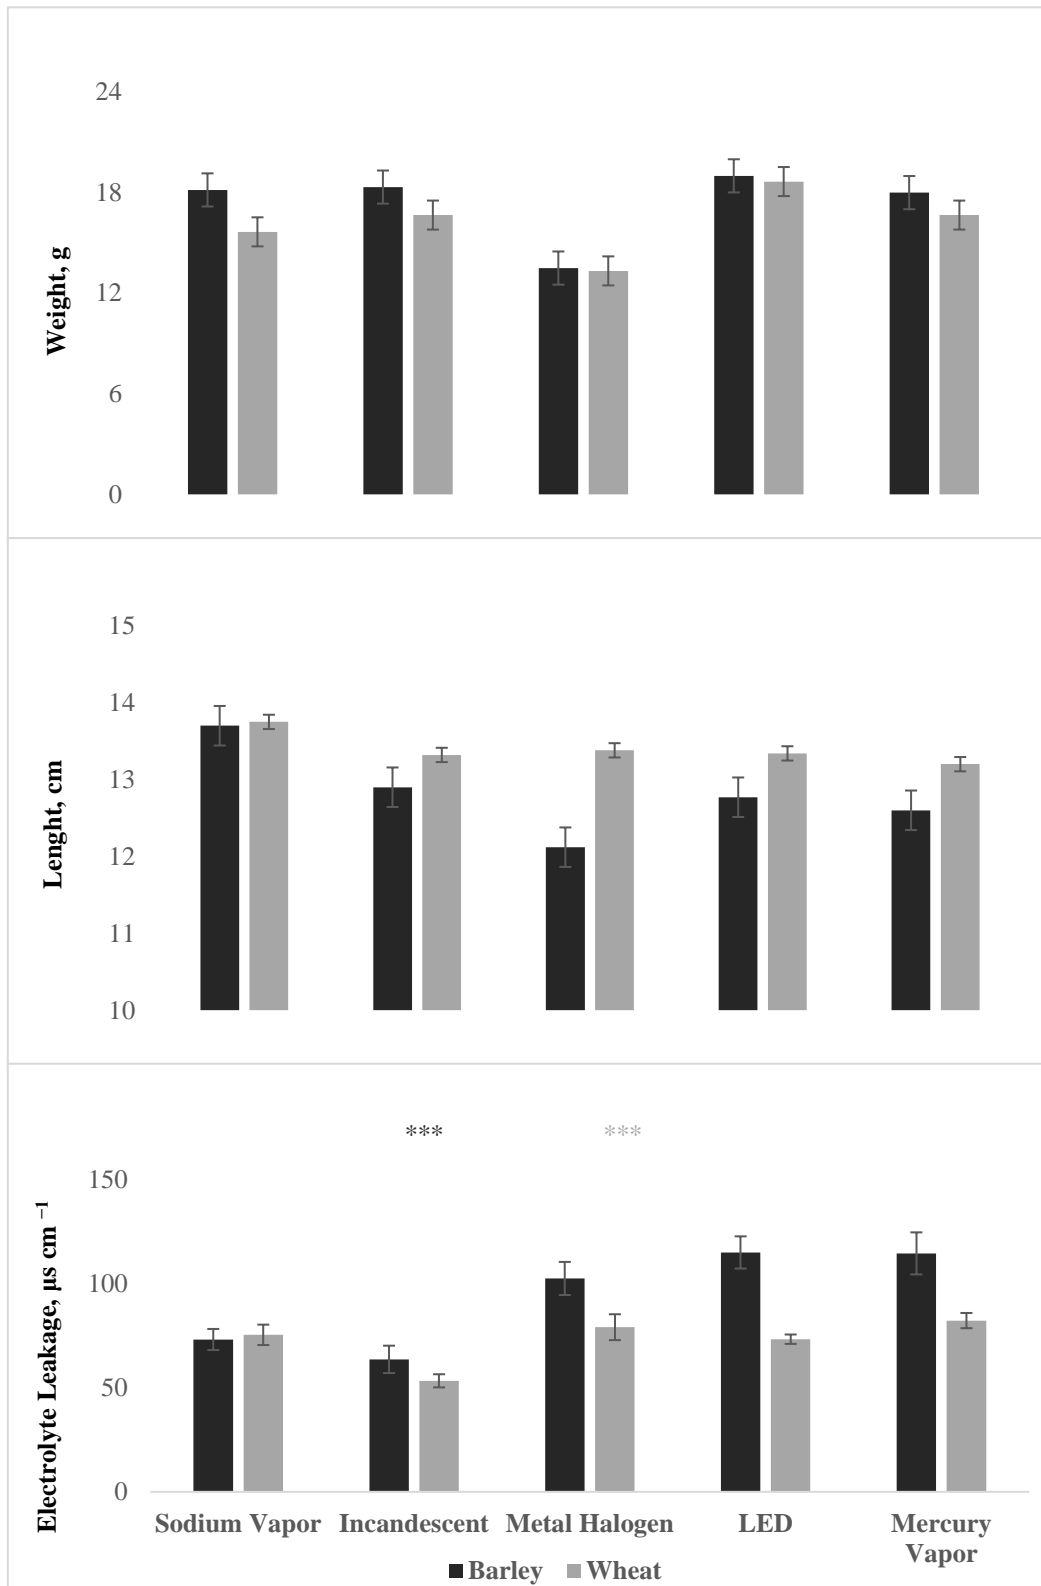 24
18
12
6
0
Weight, g
15
14
13
12
11
10
Lenght, cm
*** ***
150
100
50
0
Electrolyte Leakage, µs cm⁻¹
Sodium Vapor Incandescent Metal Halogen LED Mercury
Vapor
Barley Wheat